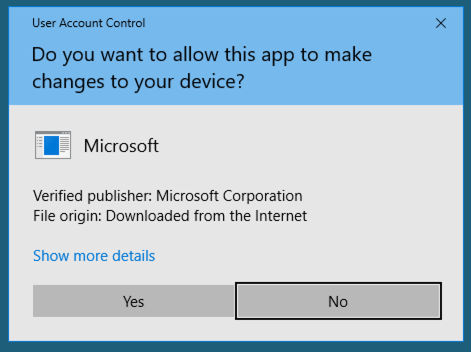 User Account Control
Do you want to allow this app to make
changes to your device?
Microsoft
Verified publisher: Microsoft Corporation
File origin: Downloaded from the Internet
Show more details
Yes
No